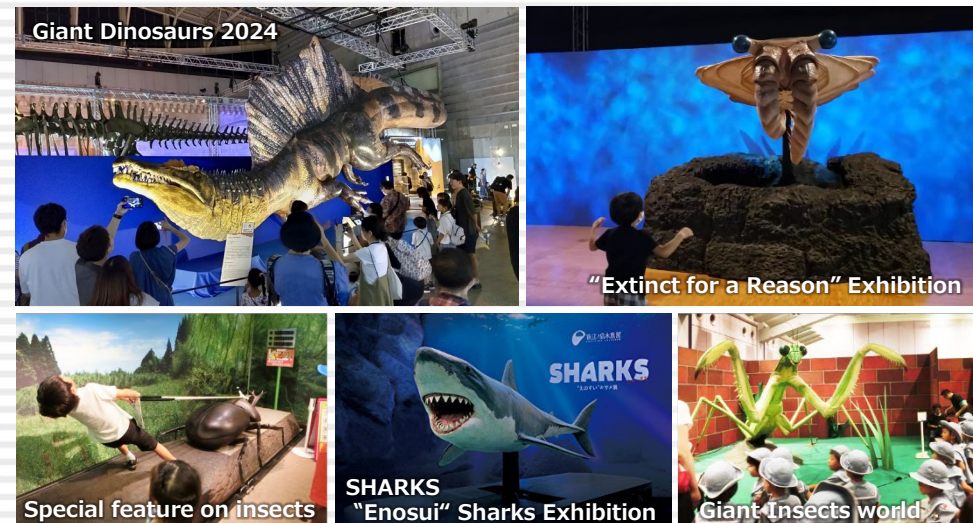 Giant Dinosaurs 2024
“Extinct for a Reason” Exhibition
SHARKS
Special feature on insects
SHARKS
“Enosui“ Sharks Exhibition
Giant Insects world